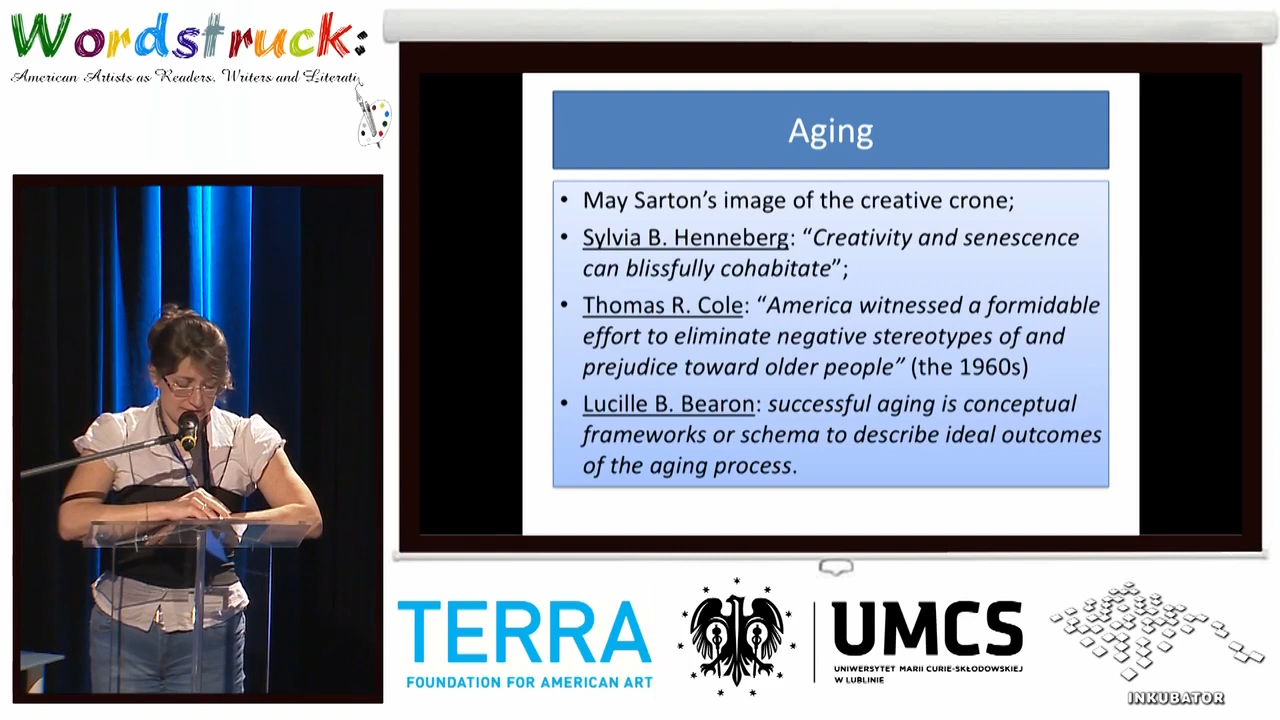 Wordstruck:
American Artists as Readers, Writers and Literati
Aging
• May Sarton’s image of the creative crone;
• Sylvia B. Henneberg: “Creativity and senescence
can blissfully cohabitate”;
• Thomas R. Cole: “America witnessed a formidable
effort to eliminate negative stereotypes of and
prejudice toward older people” (the 1960s)
• Lucille B. Bearon: successful aging is conceptual
frameworks or schema to describe ideal outcomes
of the aging process.
TERRA
FOUNDATION FOR AMERICAN ART
UMCS
UNIWERSYTET MARII CURIE-SKŁODOWSKIEJ
W LUBLINIE
INKUBATOR